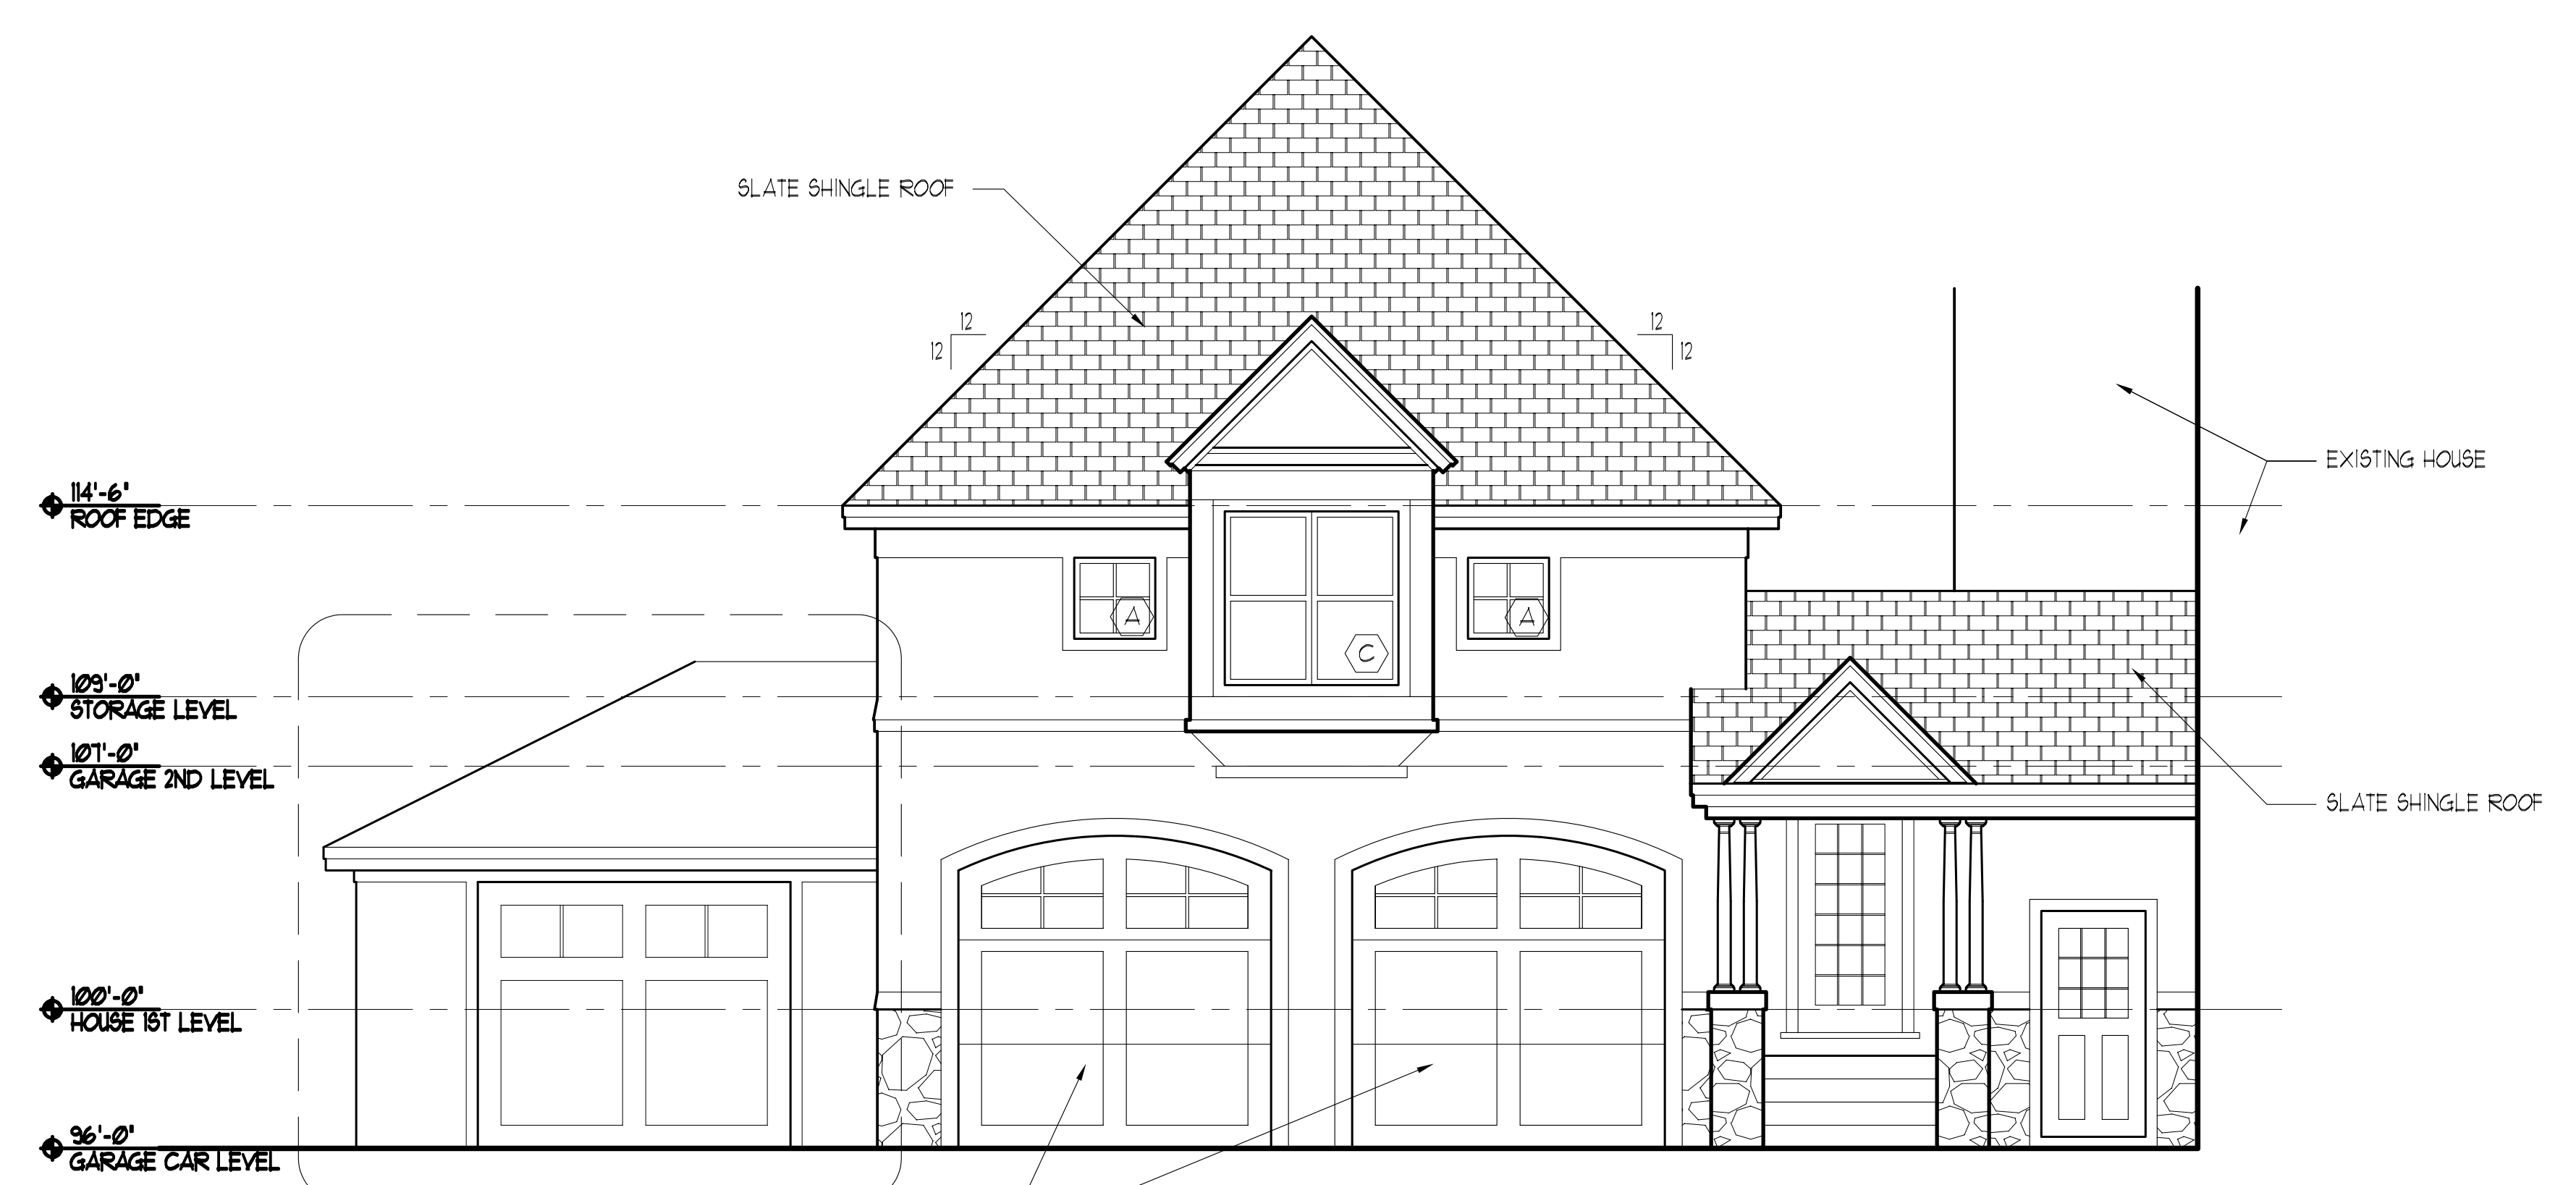 SLATE SHINGLE ROOF
12
12
12
12
EXISTING HOUSE
114'-6"
ROOF EDGE
A
A
C
109'-0"
STORAGE LEVEL
107'-0"
GARAGE 2ND LEVEL
SLATE SHINGLE ROOF
100'-0"
HOUSE 1ST LEVEL
96'-0"
GARAGE CAR LEVEL